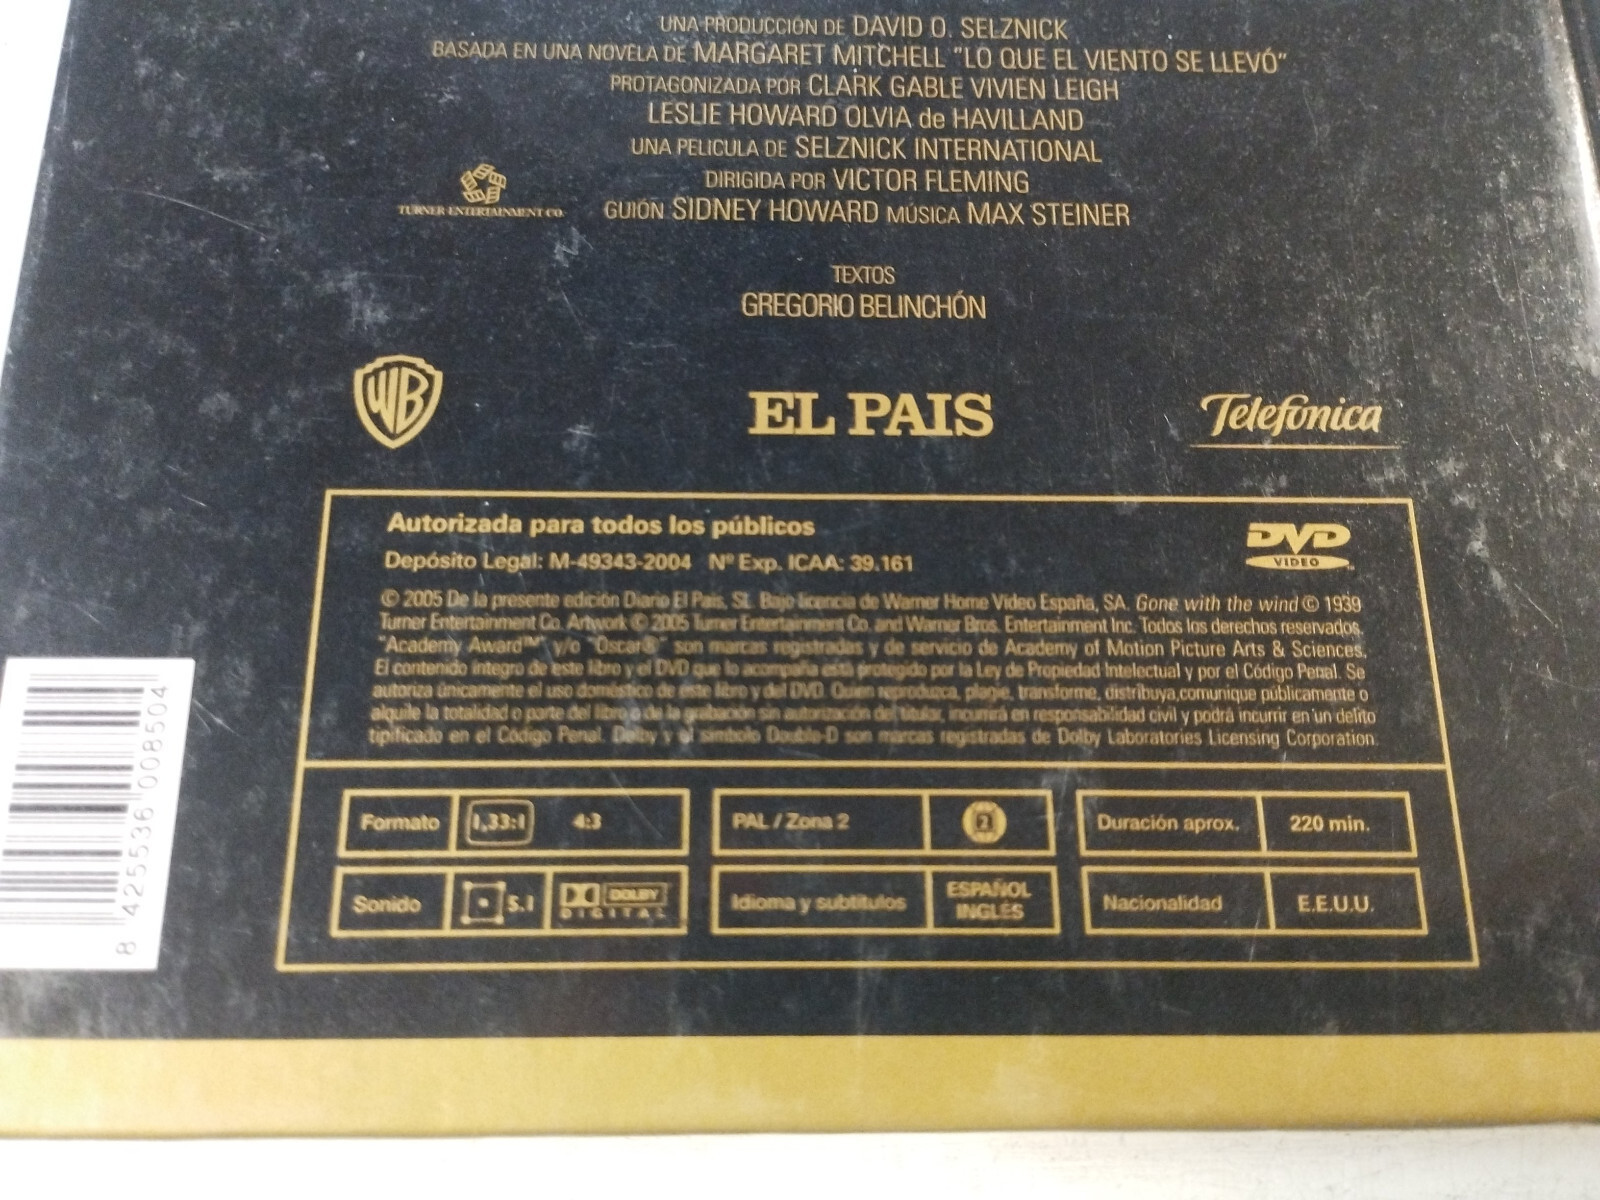 UNA PRODUCCIÓN DE DAVID O. SELZNICK
BASADA EN UNA NOVELA DE MARGARET MITCHELL "LO QUE EL VIENTO SE LLEVÓ"
PROTAGONIZADA POR CLARK GABLE VIVIEN LEIGH
LESLIE HOWARD OLVIA de HAVILLAND
UNA PELICULA DE SELZNICK INTERNATIONAL
DIRIGIDA POR VICTOR FLEMING
TURNER ENTERTAINMENT CO.
GUIÓN SIDNEY HOWARD MÚSICA MAX STEINER
TEXTOS
GREGORIO BELINCHÓN
WB
EL PAIS
Telefónica
Autorizada para todos los públicos
DVD
VIDEO
Depósito Legal: M-49343-2004 Nº Exp. ICAA: 39.161
© 2005 De la presente edición Diario El País, SL. Bajo licencia de Warner Home Video España, SA. Gone with the wind © 1939
Turner Entertainment Co. Artwork © 2005 Turner Entertainment Co. and Warner Bros. Entertainment Inc. Todos los derechos reservados.
"Academy Award™" y/o "Oscar®" son marcas registradas y de servicio de Academy of Motion Picture Arts & Sciences.
El contenido íntegro de este libro y el DVD que lo acompaña está protegido por la Ley de Propiedad Intelectual y por el Código Penal. Se
autoriza únicamente el uso doméstico de este libro y del DVD. Quien reproduzca, plagie, transforme, distribuya,comunique públicamente o
alquile la totalidad o parte del libro o de la grabación sin autorización del titular, incurrirá en responsabilidad civil y podrá incurrir en un delito
tipificado en el Código Penal. Dolby y el símbolo Double-D son marcas registradas de Dolby Laboratories Licensing Corporation.
Formato 1,33:1 4:3
PAL / Zona 2 2
Duración aprox. 220 min.
Sonido 5.1 DOLBY
DIGITAL
Idioma y subtítulos ESPAÑOL
INGLÉS
Nacionalidad E.E.U.U.
8 425536 008504